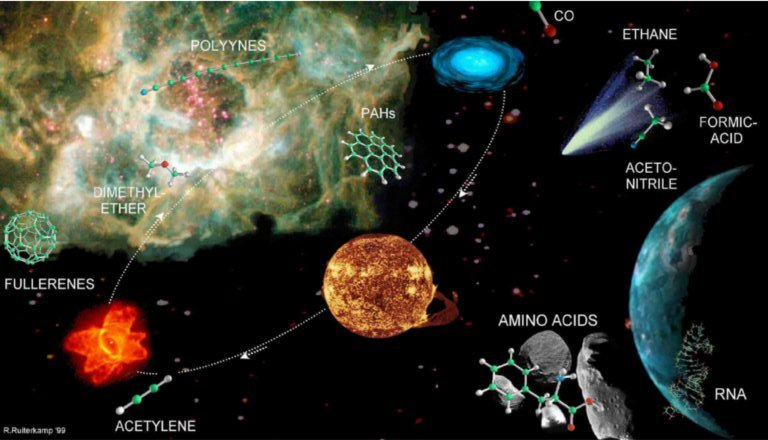 POLYYNES
CO
ETHANE
PAHs
FORMIC-
ACID
ACETO-
NITRILE
DIMETHYL-
ETHER
FULLERENES
AMINO ACIDS
RNA
ACETYLENE
R.Ruiterkamp '99